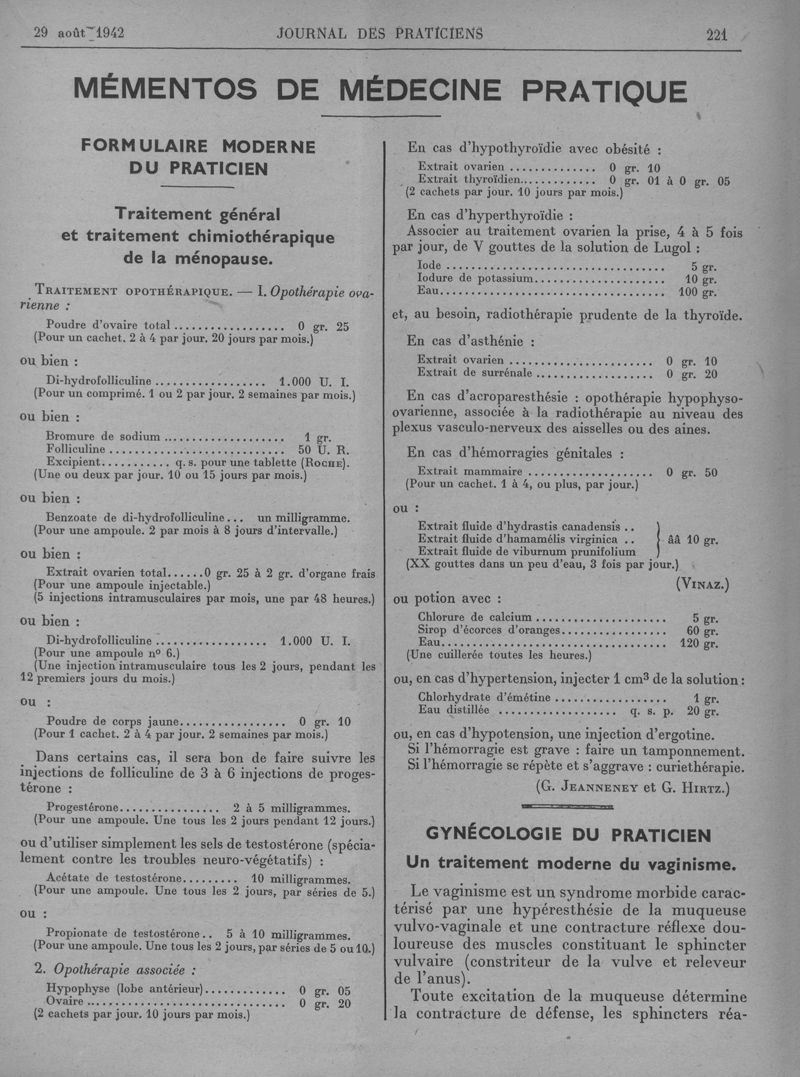 29 août 1942
JOURNAL DES PRATICIENS
221
MÉMENTOS DE MÉDECINE PRATIQUE
FORMULAIRE MODERNE
DU PRATICIEN
Traitement général
et traitement chimiothérapique
de la ménopause.
TRAITEMENT OPOTHÉRAPIQUE. — I. Opothérapie ova-
rienne :
Poudre d'ovaire total .................. 0 gr. 25
(Pour un cachet. 2 à 4 par jour. 20 jours par mois.)
ou bien :
Di-hydrofolliculine .................. 1.000 U. I.
(Pour un comprimé. 1 ou 2 par jour. 2 semaines par mois.)
ou bien :
Bromure de sodium .................... 1 gr.
Folliculine ............................. 50 U. R.
Excipient........... q. s. pour une tablette (ROCHE).
(Une ou deux par jour. 10 ou 15 jours par mois.)
ou bien :
Benzoate de di-hydrofolliculine... un milligramme.
(Pour une ampoule. 2 par mois à 8 jours d'intervalle.)
ou bien :
Extrait ovarien total......0 gr. 25 à 2 gr. d'organe frais
(Pour une ampoule injectable.)
(5 injections intramusculaires par mois, une par 48 heures.)
ou bien :
Di-hydrofolliculine .................. 1.000 U. I.
(Pour une ampoule nº 6.)
(Une injection intramusculaire tous les 2 jours, pendant les
12 premiers jours du mois.)
ou :
Poudre de corps jaune................. 0 gr. 10
(Pour 1 cachet. 2 à 4 par jour. 2 semaines par mois.)
Dans certains cas, il sera bon de faire suivre les
injections de folliculine de 3 à 6 injections de proges-
térone :
Progestérone................ 2 à 5 milligrammes.
(Pour une ampoule. Une tous les 2 jours pendant 12 jours.)
ou d'utiliser simplement les sels de testostérone (spécia-
lement contre les troubles neuro-végétatifs) :
Acétate de testostérone......... 10 milligrammes.
(Pour une ampoule. Une tous les 2 jours, par séries de 5.)
ou :
Propionate de testostérone.. 5 à 10 milligrammes.
(Pour une ampoule. Une tous les 2 jours, par séries de 5 ou 10.)
2. Opothérapie associée :
Hypophyse (lobe antérieur)............. 0 gr. 05
Ovaire ................................ 0 gr. 20
(2 cachets par jour. 10 jours par mois.)
En cas d'hypothyroïdie avec obésité :
Extrait ovarien .............. 0 gr. 10
Extrait thyroïdien............ 0 gr. 01 à 0 gr. 05
(2 cachets par jour. 10 jours par mois.)
En cas d'hyperthyroïdie :
Associer au traitement ovarien la prise, 4 à 5 fois
par jour, de V gouttes de la solution de Lugol :
Iode .................................... 5 gr.
Iodure de potassium...................... 10 gr.
Eau..................................... 100 gr.
et, au besoin, radiothérapie prudente de la thyroïde.
En cas d'asthénie :
Extrait ovarien ....................... 0 gr. 10
Extrait de surrénale ................... 0 gr. 20
En cas d'acroparesthésie : opothérapie hypophyso-
ovarienne, associée à la radiothérapie au niveau des
plexus vasculo-nerveux des aisselles ou des aines.
En cas d'hémorragies génitales :
Extrait mammaire ..................... 0 gr. 50
(Pour un cachet. 1 à 4, ou plus, par jour.)
ou :
Extrait fluide d'hydrastis canadensis ..
Extrait fluide d'hamamélis virginica .. } ââ 10 gr.
Extrait fluide de viburnum prunifolium
(XX gouttes dans un peu d'eau, 3 fois par jour.)
(VINAZ.)
ou potion avec :
Chlorure de calcium ...................... 5 gr.
Sirop d'écorces d'oranges................. 60 gr.
Eau..................................... 120 gr.
(Une cuillerée toutes les heures.)
ou, en cas d'hypertension, injecter 1 cm³ de la solution :
Chlorhydrate d'émétine ................... 1 gr.
Eau distillée .................... q. s. p. 20 gr.
ou, en cas d'hypotension, une injection d'ergotine.
Si l'hémorragie est grave : faire un tamponnement.
Si l'hémorragie se répète et s'aggrave : curiethérapie.
(G. JEANNENEY et G. HIRTZ.)
GYNÉCOLOGIE DU PRATICIEN
Un traitement moderne du vaginisme.
Le vaginisme est un syndrome morbide carac-
térisé par une hypéresthésie de la muqueuse
vulvo-vaginale et une contracture réflexe dou-
loureuse des muscles constituant le sphincter
vulvaire (constricteur de la vulve et releveur
de l'anus).
Toute excitation de la muqueuse détermine
la contracture de défense, les sphincters réa-